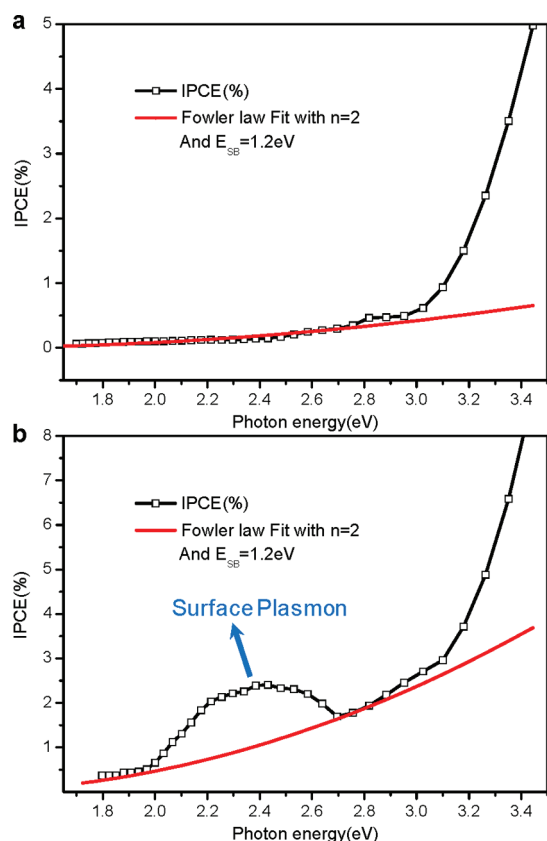 a
5
4
3
2
1
0
IPCE(%)
IPCE(%)
Fowler law Fit with n=2
And E_SB=1.2eV
1.8 2.0 2.2 2.4 2.6 2.8 3.0 3.2 3.4
Photon energy(eV)
b
8
7
6
5
4
3
2
1
IPCE(%)
IPCE(%)
Fowler law Fit with n=2
And E_SB=1.2eV
Surface Plasmon
1.8 2.0 2.2 2.4 2.6 2.8 3.0 3.2 3.4
Photon energy(eV)